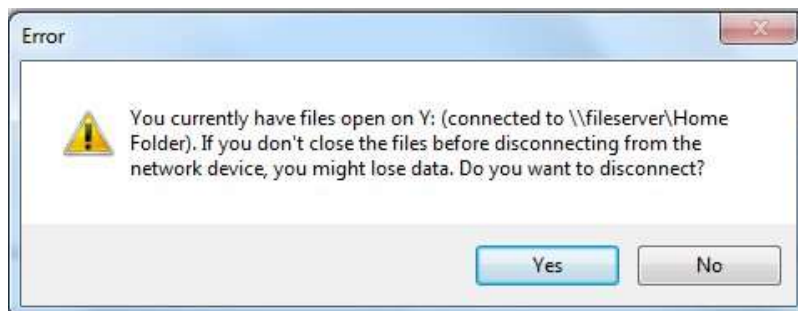 Error
You currently have files open on Y: (connected to \\fileserver\Home
Folder). If you don't close the files before disconnecting from the
network device, you might lose data. Do you want to disconnect?
Yes
No